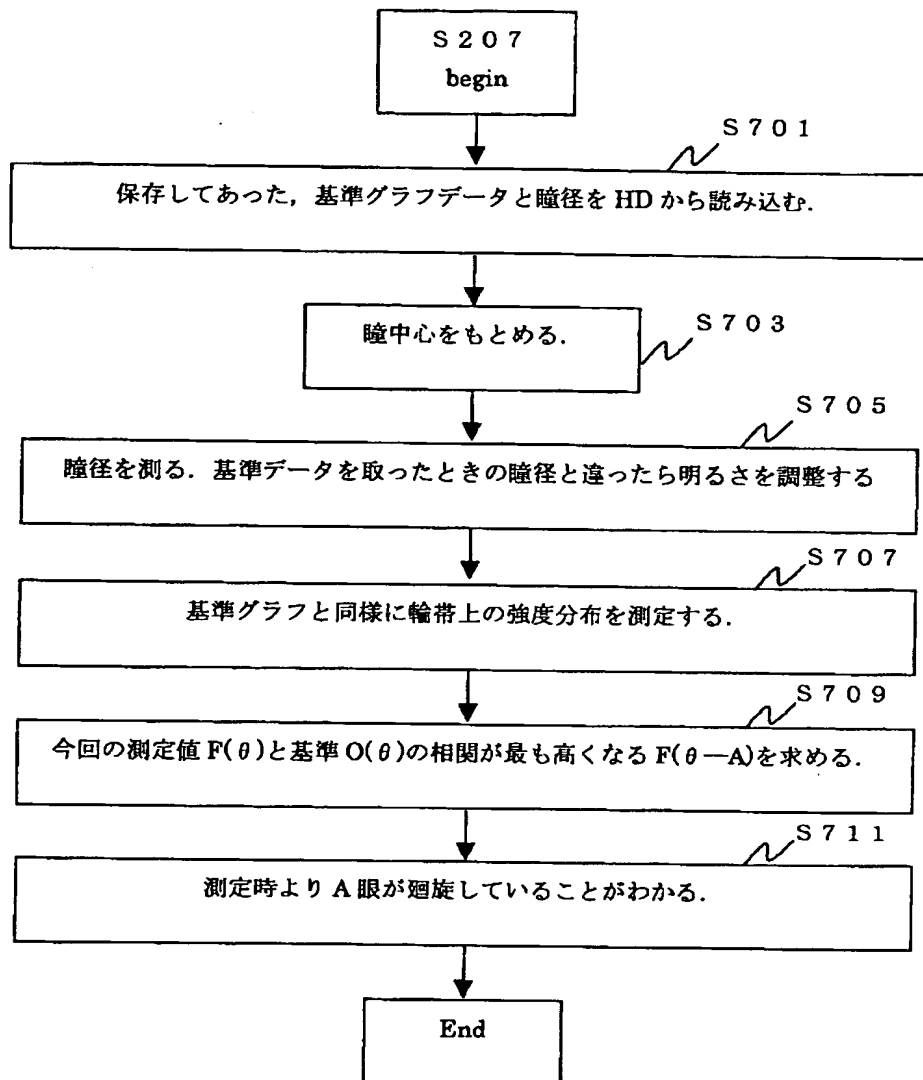 S207
begin
S701
保存してあった，基準グラフデータと瞳径を HD から読み込む．
S703
瞳中心をもとめる．
S705
瞳径を測る．基準データを取ったときの瞳径と違ったら明るさを調整する
S707
基準グラフと同様に輪帯上の強度分布を測定する．
S709
今回の測定値 F(θ)と基準 O(θ)の相関が最も高くなる F(θ―A)を求める．
S711
測定時より A 眼が廻旋していることがわかる．
End